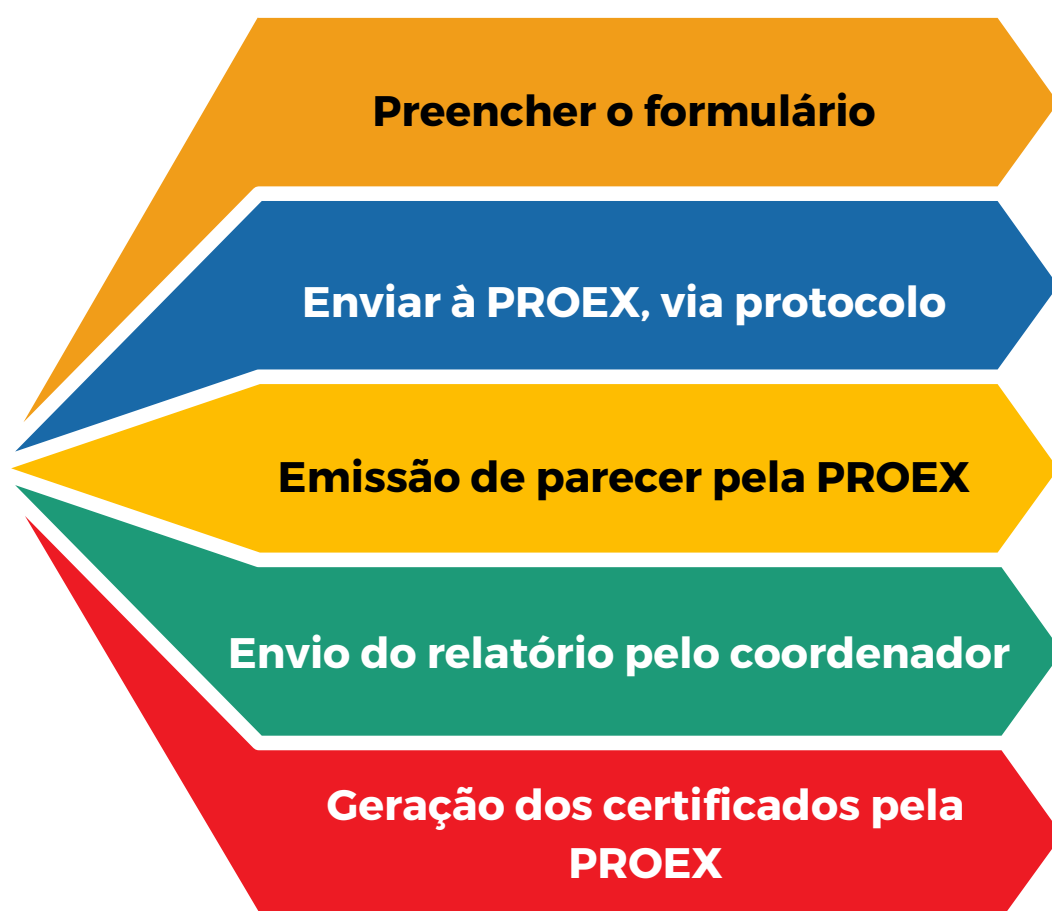 Preencher o formulário
Enviar à PROEX, via protocolo
Emissão de parecer pela PROEX
Envio do relatório pelo coordenador
Geração dos certificados pela
PROEX